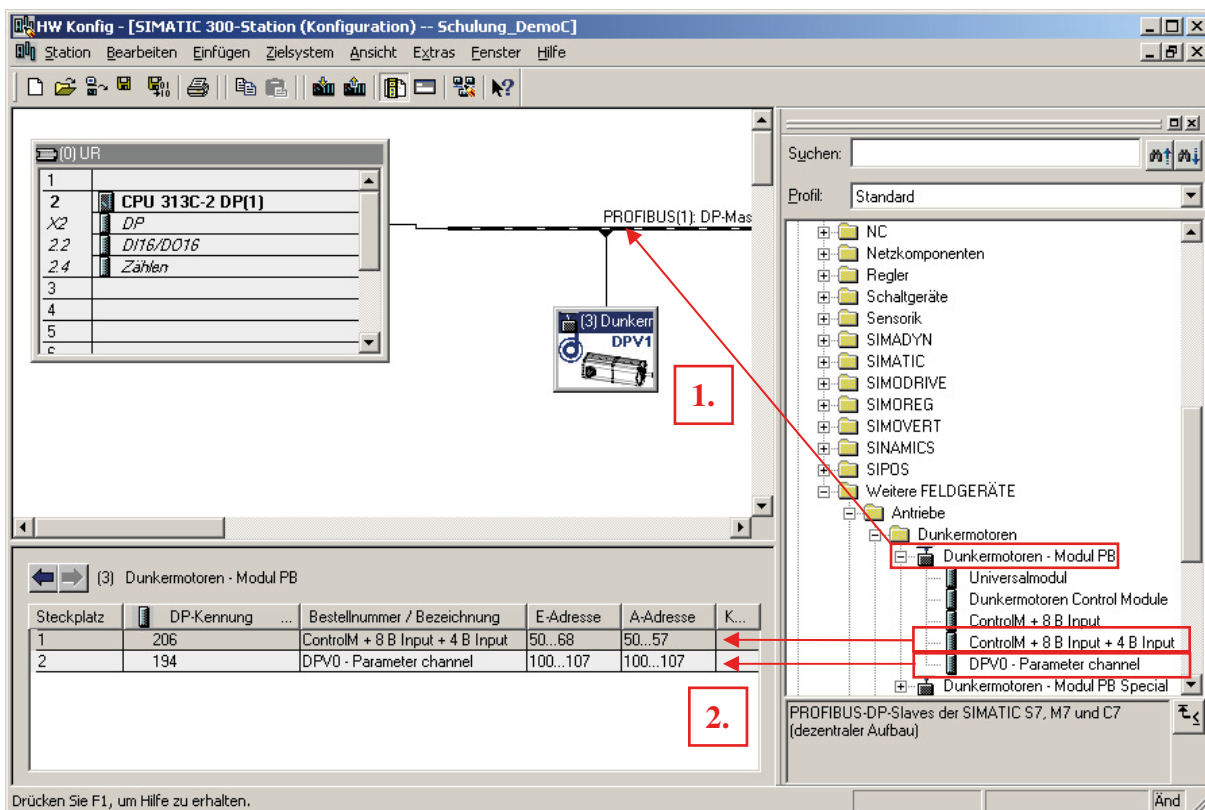 HW Konfig - [SIMATIC 300-Station (Konfiguration) -- Schulung_DemoC]
Station Bearbeiten Einfügen Zielsystem Ansicht Extras Fenster Hilfe
(0) UR
1
2 CPU 313C-2 DP(1)
X2 DP
2.2 DI16/DO16
2.4 Zählen
3
4
5
PROFIBUS(1): DP-Mas
(3) Dunkerr
DPV1
1.
Suchen:
Profil: Standard
NC
Netzkomponenten
Regler
Schaltgeräte
Sensorik
SIMADYN
SIMATIC
SIMODRIVE
SIMOREG
SIMOVERT
SINAMICS
SIPOS
Weitere FELDGERÄTE
Antriebe
Dunkermotoren
Dunkermotoren - Modul PB
Universalmodul
Dunkermotoren Control Module
ControlM + 8 B Input
ControlM + 8 B Input + 4 B Input
DPV0 - Parameter channel
Dunkermotoren - Modul PB Special
PROFIBUS-DP-Slaves der SIMATIC S7, M7 und C7
(dezentraler Aufbau)
(3) Dunkermotoren - Modul PB
Steckplatz DP-Kennung ... Bestellnummer / Bezeichnung E-Adresse A-Adresse K...
1 206 ControlM + 8 B Input + 4 B Input 50...68 50...57
2 194 DPV0 - Parameter channel 100...107 100...107
2.
Drücken Sie F1, um Hilfe zu erhalten.
Änd